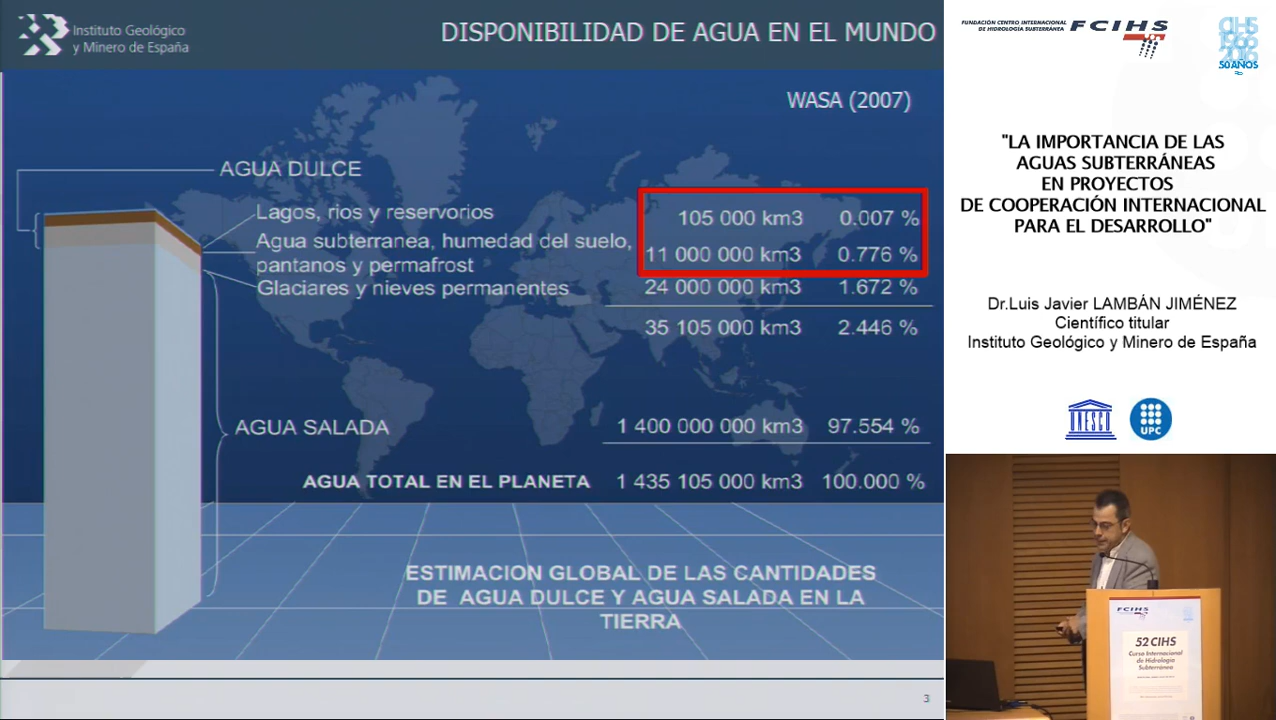 Instituto Geológico
y Minero de España
DISPONIBILIDAD DE AGUA EN EL MUNDO
WASA (2007)
AGUA DULCE
Lagos, rios y reservorios 105 000 km3 0.007 %
Agua subterranea, humedad del suelo,
pantanos y permafrost 11 000 000 km3 0.776 %
Glaciares y nieves permanentes 24 000 000 km3 1.672 %
35 105 000 km3 2.446 %
AGUA SALADA 1 400 000 000 km3 97.554 %
AGUA TOTAL EN EL PLANETA 1 435 105 000 km3 100.000 %
ESTIMACION GLOBAL DE LAS CANTIDADES
DE AGUA DULCE Y AGUA SALADA EN LA
TIERRA
3
FUNDACIÓN CENTRO INTERNACIONAL
DE HIDROLOGÍA SUBTERRÁNEA
FCIHS
CIHS
1966
2016
50 AÑOS
"LA IMPORTANCIA DE LAS
AGUAS SUBTERRÁNEAS
EN PROYECTOS
DE COOPERACIÓN INTERNACIONAL
PARA EL DESARROLLO"
Dr.Luis Javier LAMBÁN JIMÉNEZ
Científico titular
Instituto Geológico y Minero de España
UNESCO
UPC
FCIHS
52 CIHS
Curso Internacional
de Hidrología
Subterránea